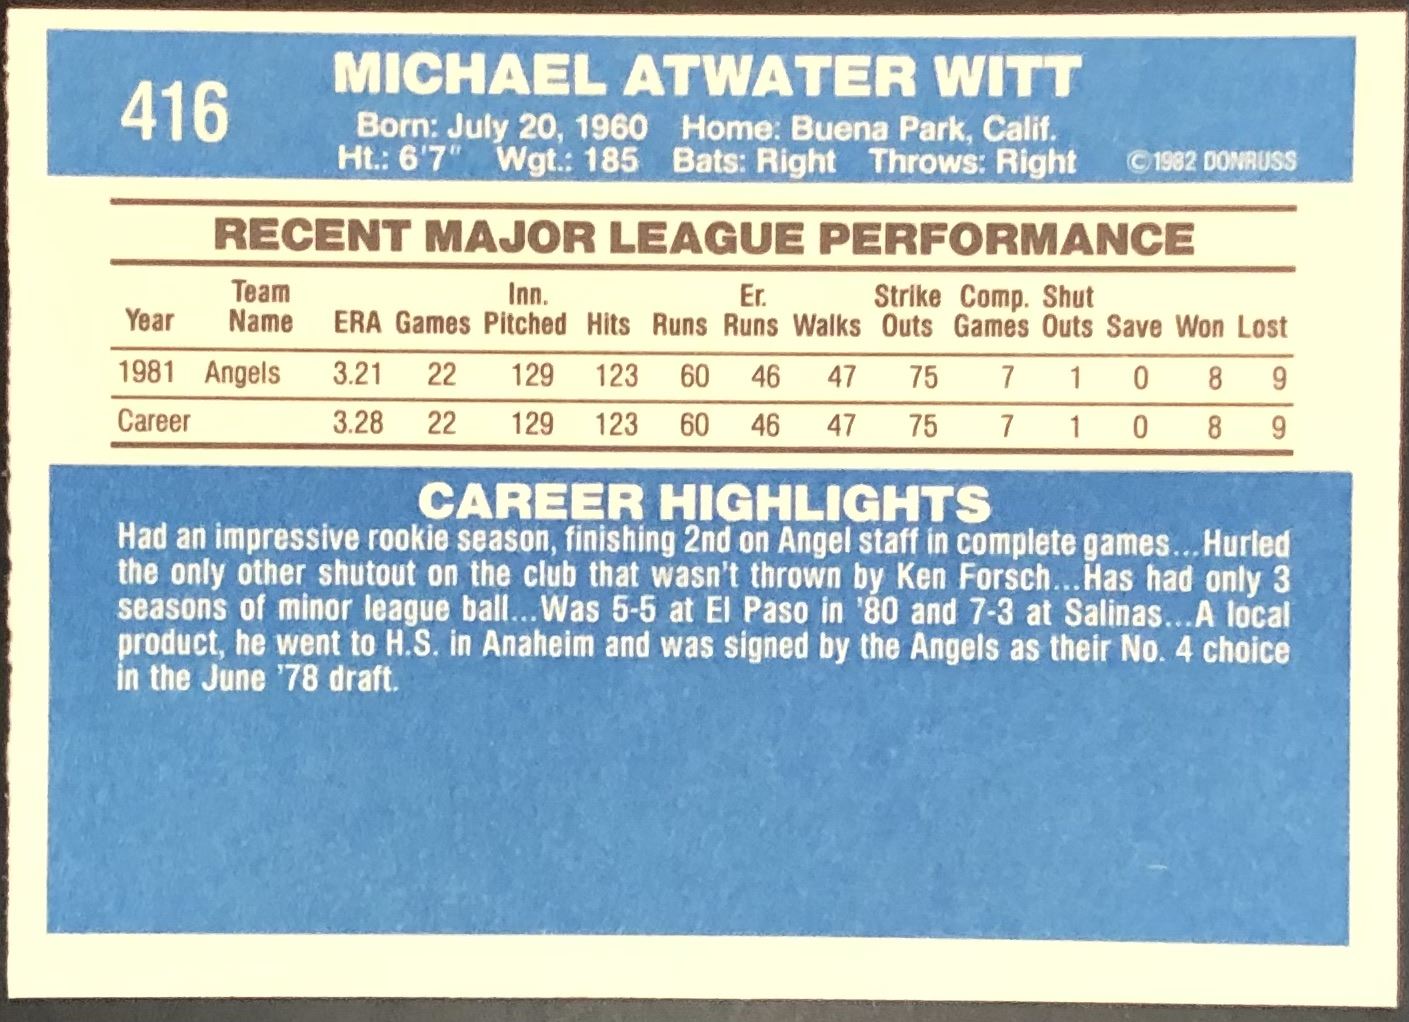 416
MICHAEL ATWATER WITT
Born: July 20, 1960 Home: Buena Park, Calif.
Ht.: 6'7" Wgt.: 185 Bats: Right Throws: Right
©1982 DONRUSS
RECENT MAJOR LEAGUE PERFORMANCE
Year Team Name ERA Games Inn. Pitched Hits Runs Er. Runs Walks Strike Outs Comp. Games Shut Outs Save Won Lost
1981 Angels 3.21 22 129 123 60 46 47 75 7 1 0 8 9
Career 3.28 22 129 123 60 46 47 75 7 1 0 8 9
CAREER HIGHLIGHTS
Had an impressive rookie season, finishing 2nd on Angel staff in complete games...Hurled
the only other shutout on the club that wasn't thrown by Ken Forsch...Has had only 3
seasons of minor league ball...Was 5-5 at El Paso in '80 and 7-3 at Salinas...A local
product, he went to H.S. in Anaheim and was signed by the Angels as their No. 4 choice
in the June '78 draft.